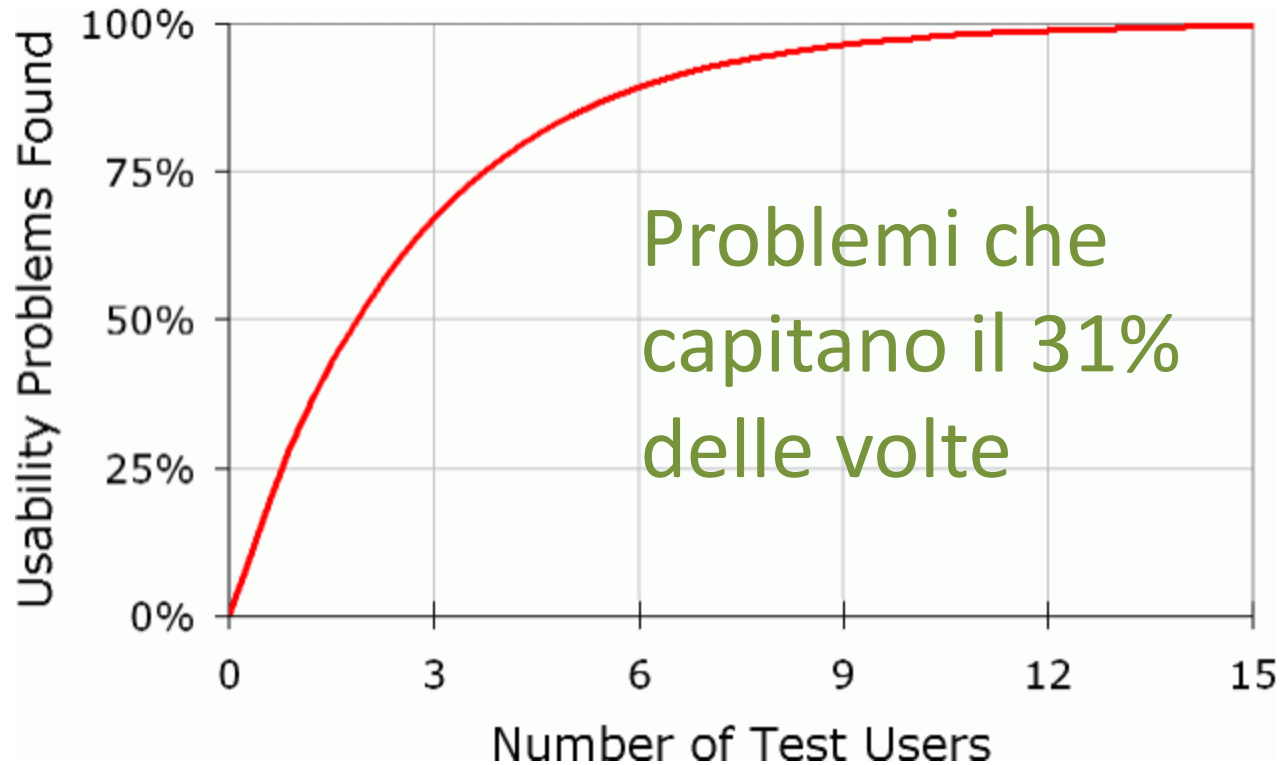 Usability Problems Found
100%
75%
50%
25%
0%
Problemi che
capitano il 31%
delle volte
0 3 6 9 12 15
Number of Test Users